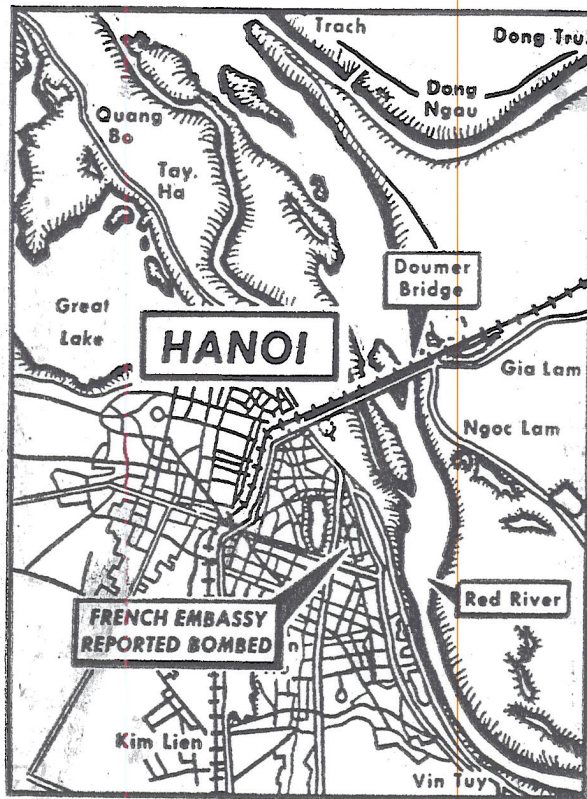 Trach
Dong Tru.
Dong
Ngau
Quang
Bo
Tay.
Ha
Doumer
Bridge
Great
Lake
HANOI
Gia Lam
Ngoc Lam
FRENCH EMBASSY
REPORTED BOMBED
Red River
Kim Lien
Vin Tuy